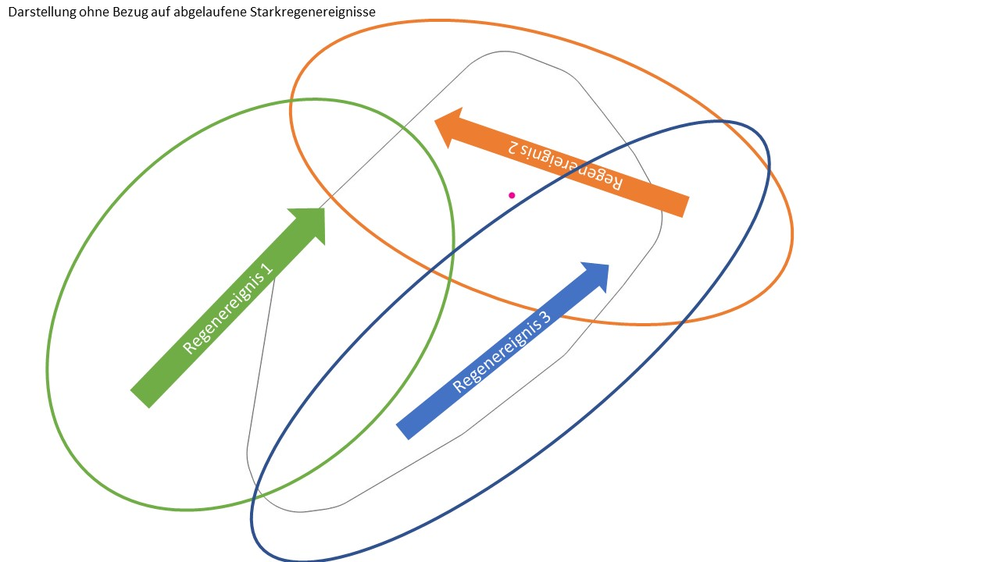 Darstellung ohne Bezug auf abgelaufene Starkregenereignisse
Regenereignis 2
Regenereignis 1
Regenereignis 3